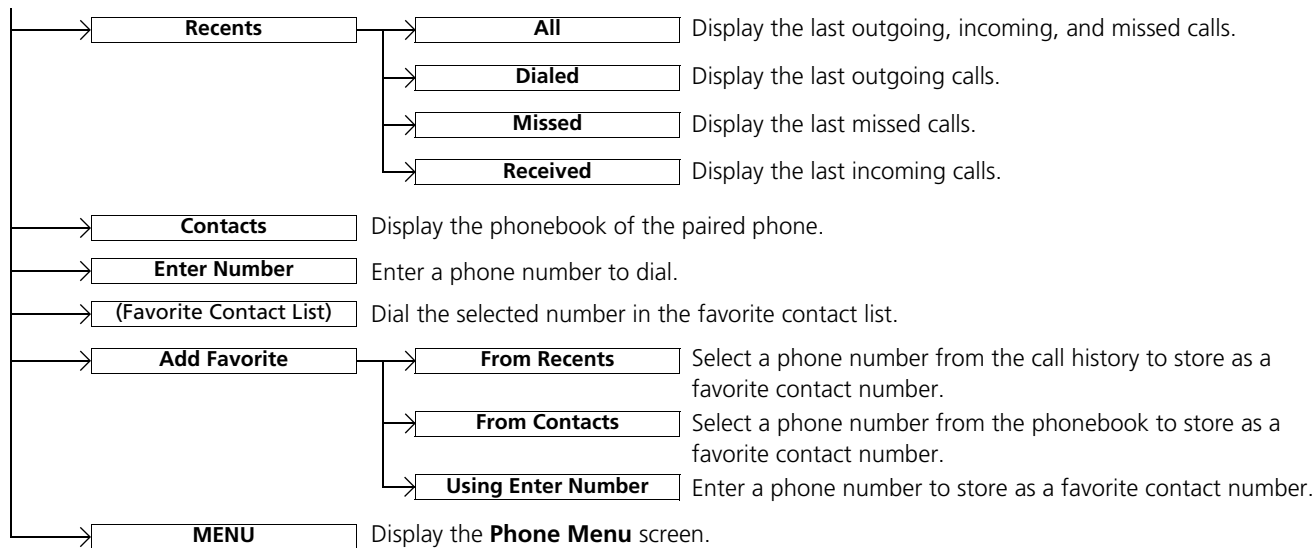 Recents All Display the last outgoing, incoming, and missed calls.
Dialed Display the last outgoing calls.
Missed Display the last missed calls.
Received Display the last incoming calls.
Contacts Display the phonebook of the paired phone.
Enter Number Enter a phone number to dial.
(Favorite Contact List) Dial the selected number in the favorite contact list.
Add Favorite From Recents Select a phone number from the call history to store as a
favorite contact number.
From Contacts Select a phone number from the phonebook to store as a
favorite contact number.
Using Enter Number Enter a phone number to store as a favorite contact number.
MENU Display the Phone Menu screen.